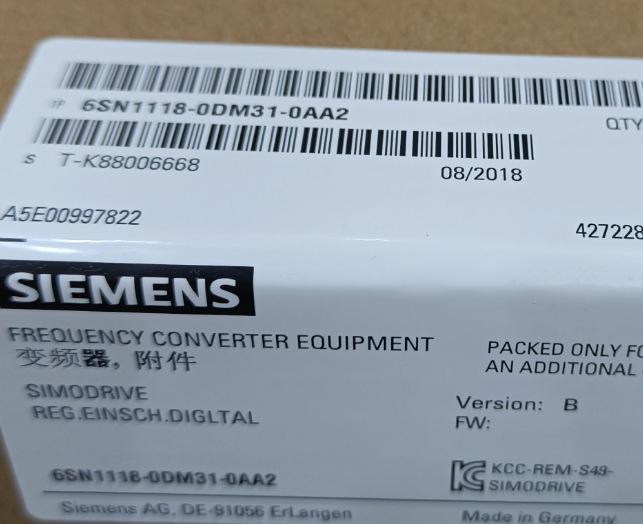 1P 6SN1118-0DM31-0AA2
QTY
S T-K88006668
08/2018
A5E00997822
427228
SIEMENS
FREQUENCY CONVERTER EQUIPMENT
变频器, 附件
PACKED ONLY FO
AN ADDITIONAL
SIMODRIVE
REG.EINSCH.DIGLTAL
Version: B
FW:
6SN1118-0DM31-0AA2
KCC-REM-S49-
SIMODRIVE
Siemens AG, DE-91056 ErLangen
Made in Germany